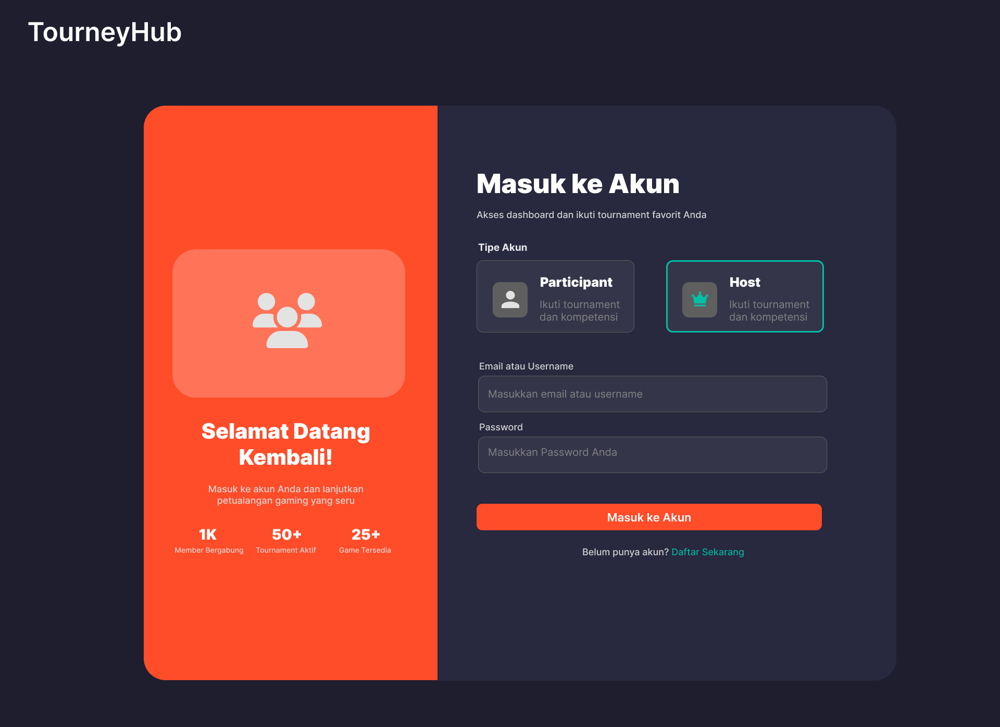 TourneyHub
Selamat Datang
Kembali!
Masuk ke akun Anda dan lanjutkan
petualangan gaming yang seru
1K
Member Bergabung
50+
Tournament Aktif
25+
Game Tersedia
Masuk ke Akun
Akses dashboard dan ikuti tournament favorit Anda
Tipe Akun
Participant
Ikuti tournament
dan kompetensi
Host
Ikuti tournament
dan kompetensi
Email atau Username
Masukkan email atau username
Password
Masukkan Password Anda
Masuk ke Akun
Belum punya akun? Daftar Sekarang